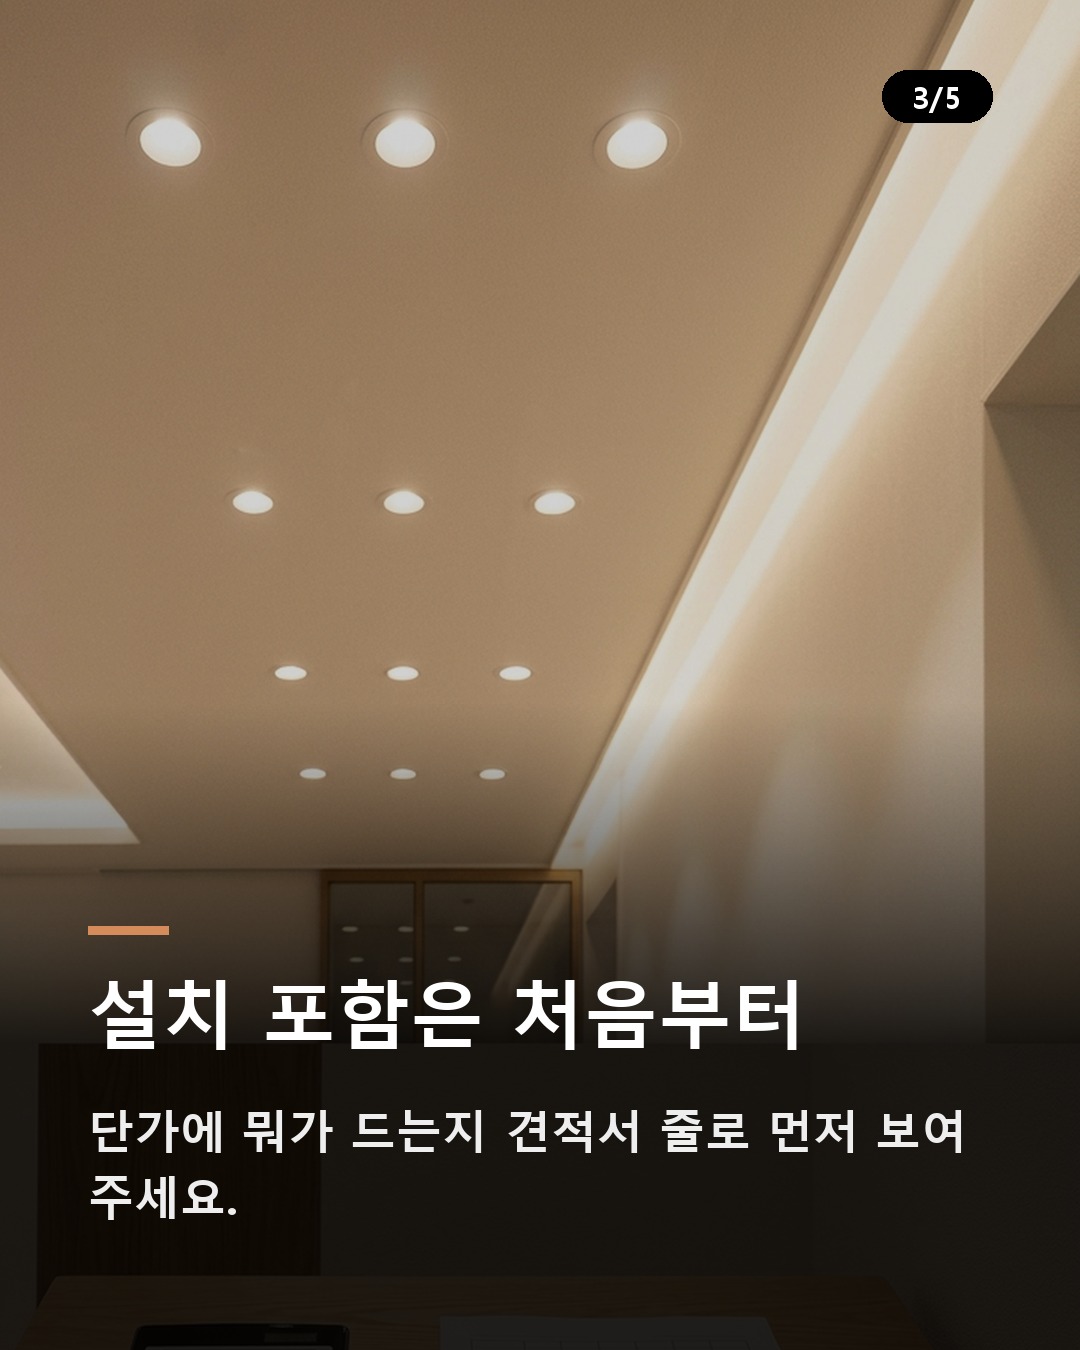 3/5
설치 포함은 처음부터
단가에 뭐가 드는지 견적서 줄로 먼저 보여
주세요.